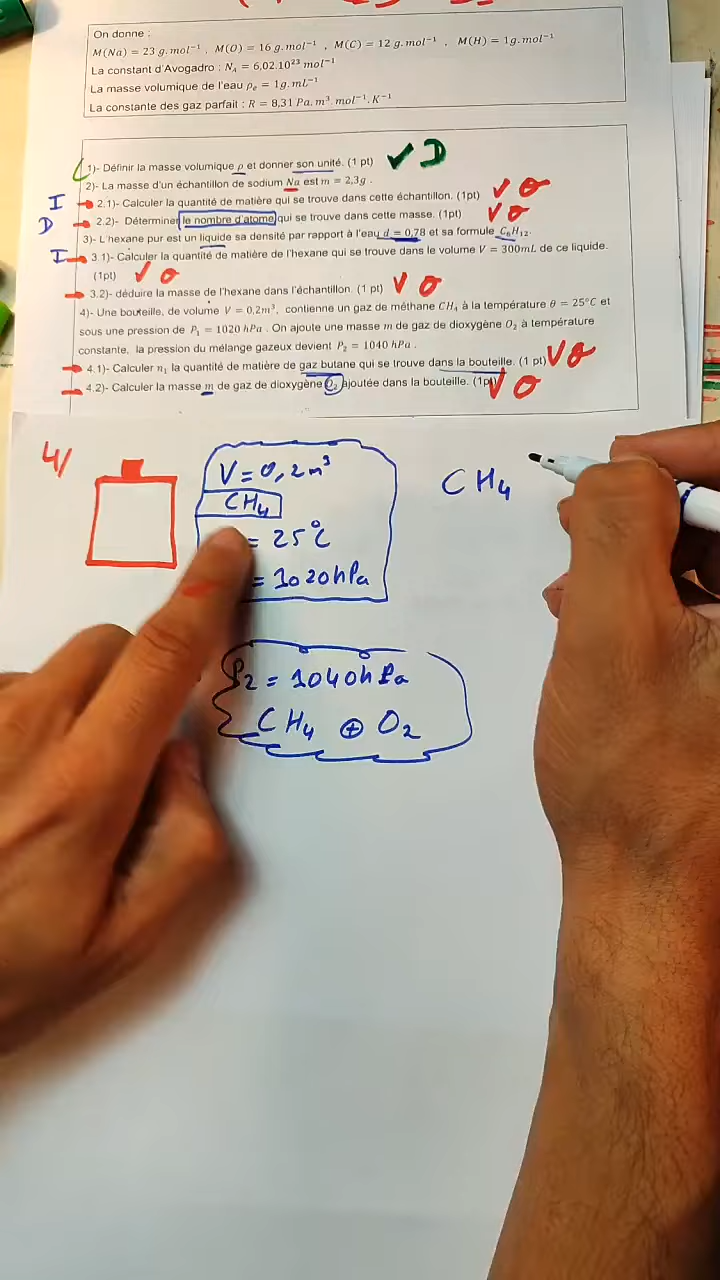 On donne :
M(Na) = 23 g.mol⁻¹ , M(O) = 16 g.mol⁻¹ , M(C) = 12 g.mol⁻¹ , M(H) = 1g.mol⁻¹
La constant d'Avogadro : N_A = 6,02.10²³ mol⁻¹
La masse volumique de l'eau ρₑ = 1g.mL⁻¹
La constante des gaz parfait : R = 8,31 Pa.m³.mol⁻¹.K⁻¹
1)- Définir la masse volumique ρ et donner son unité. (1 pt) D
2)- La masse d'un échantillon de sodium Na est m = 2,3g .
I 2.1)- Calculer la quantité de matière qui se trouve dans cette échantillon. (1pt)
D 2.2)- Déterminer le nombre d'atome qui se trouve dans cette masse. (1pt)
3)- L'hexane pur est un liquide sa densité par rapport à l'eau d = 0,78 et sa formule C₆H₁₂.
I 3.1)- Calculer la quantité de matière de l'hexane qui se trouve dans le volume V = 300mL de ce liquide.
(1pt)
3.2)- déduire la masse de l'hexane dans l'échantillon. (1 pt)
4)- Une bouteille, de volume V = 0,2m³, contienne un gaz de méthane CH₄ à la température θ = 25°C et
sous une pression de P₁ = 1020 hPa . On ajoute une masse m de gaz de dioxygène O₂ à température
constante, la pression du mélange gazeux devient P₂ = 1040 hPa .
4.1)- Calculer n₁ la quantité de matière de gaz butane qui se trouve dans la bouteille. (1 pt)
4.2)- Calculer la masse m de gaz de dioxygène O₂ ajoutée dans la bouteille. (1pt)
4/
V = 0,2m³
CH₄
= 25°C
= 1020hPa
CH₄
P₂ = 1040hPa
CH₄ ⊕ O₂